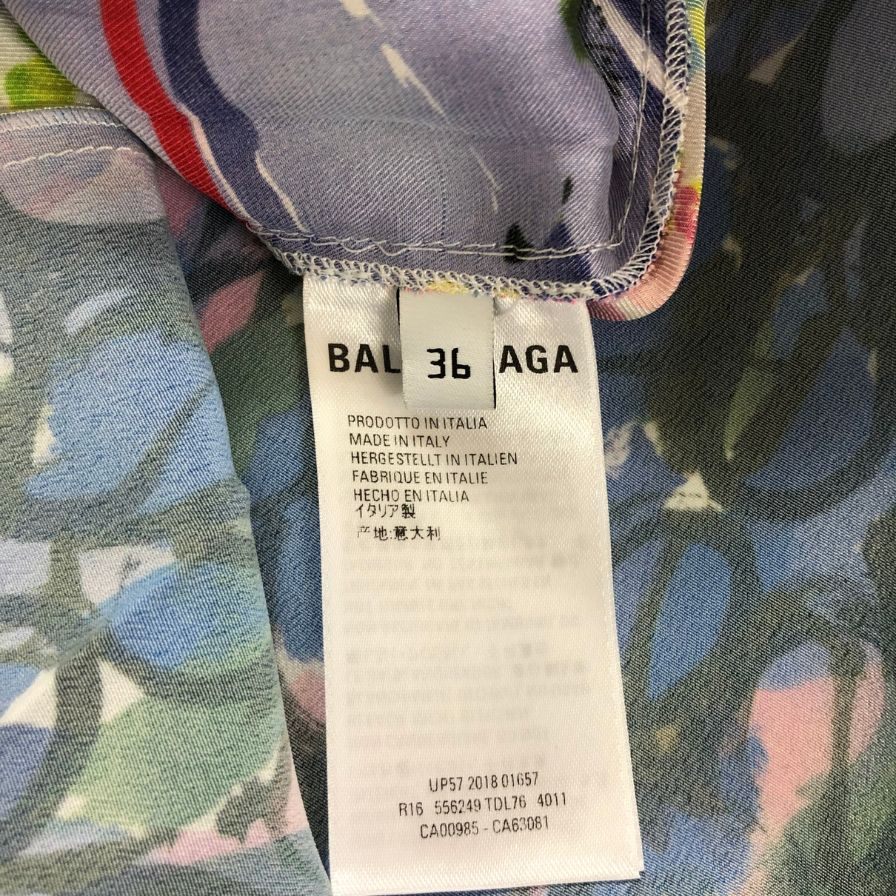 BAL 36 AGA
PRODOTTO IN ITALIA
MADE IN ITALY
HERGESTELLT IN ITALIEN
FABRIQUE EN ITALIE
HECHO EN ITALIA
イタリア製
产地:意大利
UP57 2018 01657
R16 556249 TDL76 4011
CA00985 - CA63081